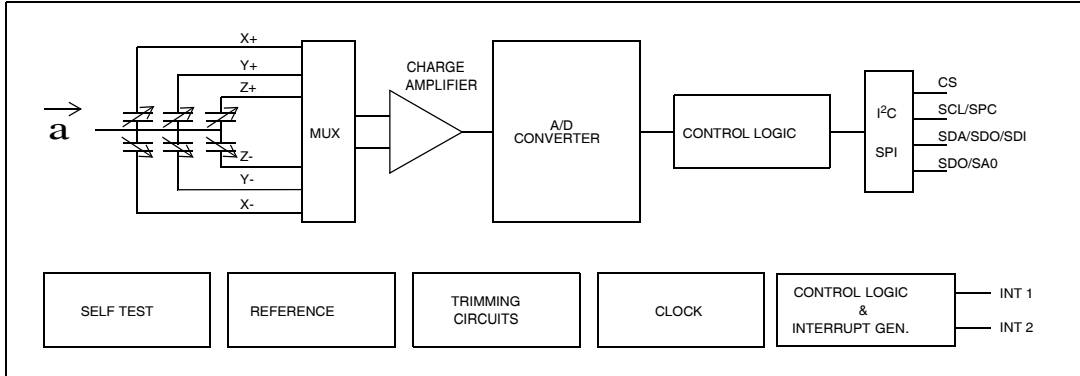 X+
Y+
Z+
a
Z-
Y-
X-
MUX
CHARGE
AMPLIFIER
A/D
CONVERTER
CONTROL LOGIC
I²C
SPI
CS
SCL/SPC
SDA/SDO/SDI
SDO/SA0
SELF TEST
REFERENCE
TRIMMING
CIRCUITS
CLOCK
CONTROL LOGIC
&
INTERRUPT GEN.
INT 1
INT 2